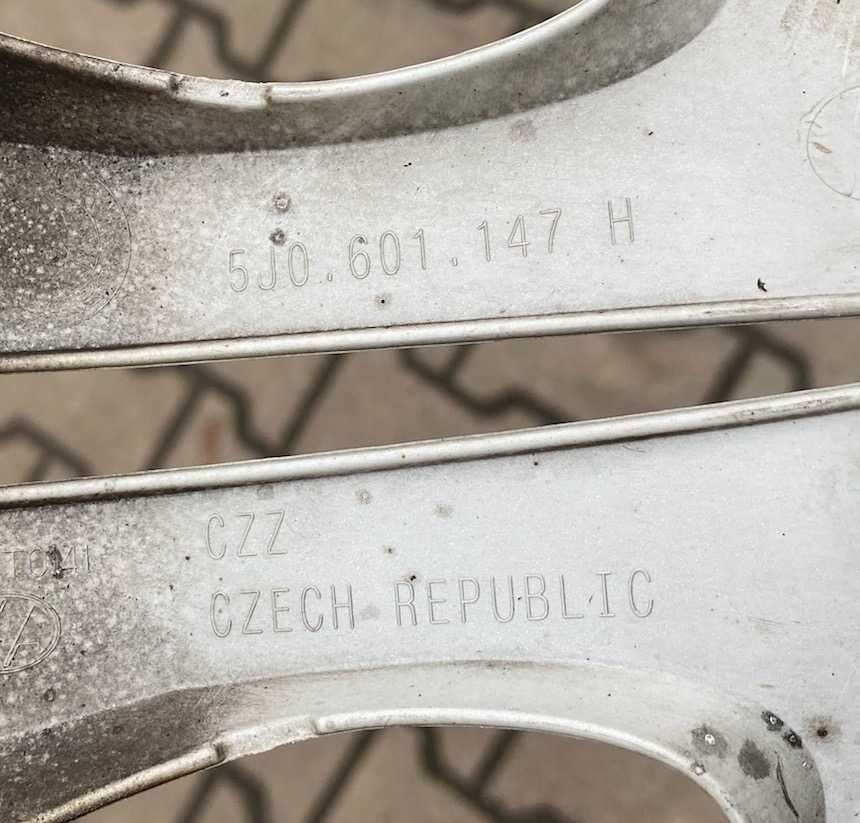 5J0.601.147 H
CZZ
CZECH REPUBLIC